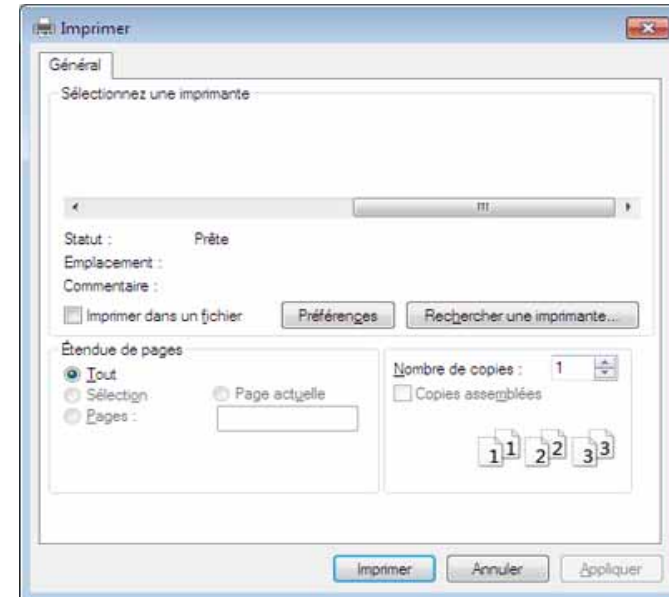 Imprimer
Général
Sélectionnez une imprimante
Statut : Prête
Emplacement :
Commentaire :
Imprimer dans un fichier Préférences Rechercher une imprimante...
Étendue de pages
Tout
Sélection Page actuelle
Pages :
Nombre de copies : 1
Copies assemblées
1 1 2 2 3 3
Imprimer Annuler Appliquer